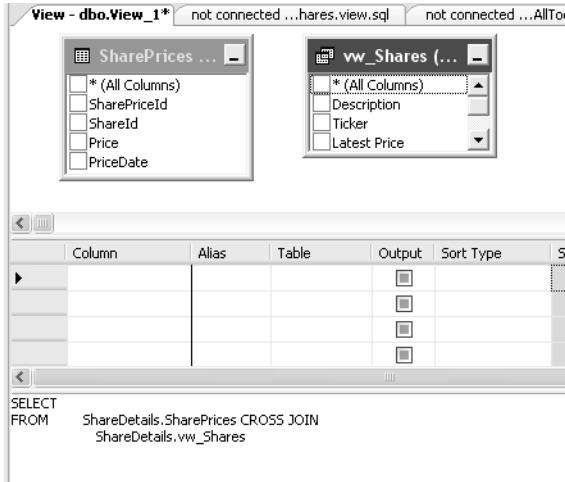 View - dbo.View_1* not connected ...hares.view.sql not connected ...AllToo
SharePrices ... vw_Shares (...
* (All Columns) * (All Columns)
SharePriceId Description
ShareId Ticker
Price Latest Price
PriceDate
Column Alias Table Output Sort Type S
SELECT
FROM ShareDetails.SharePrices CROSS JOIN
ShareDetails.vw_Shares